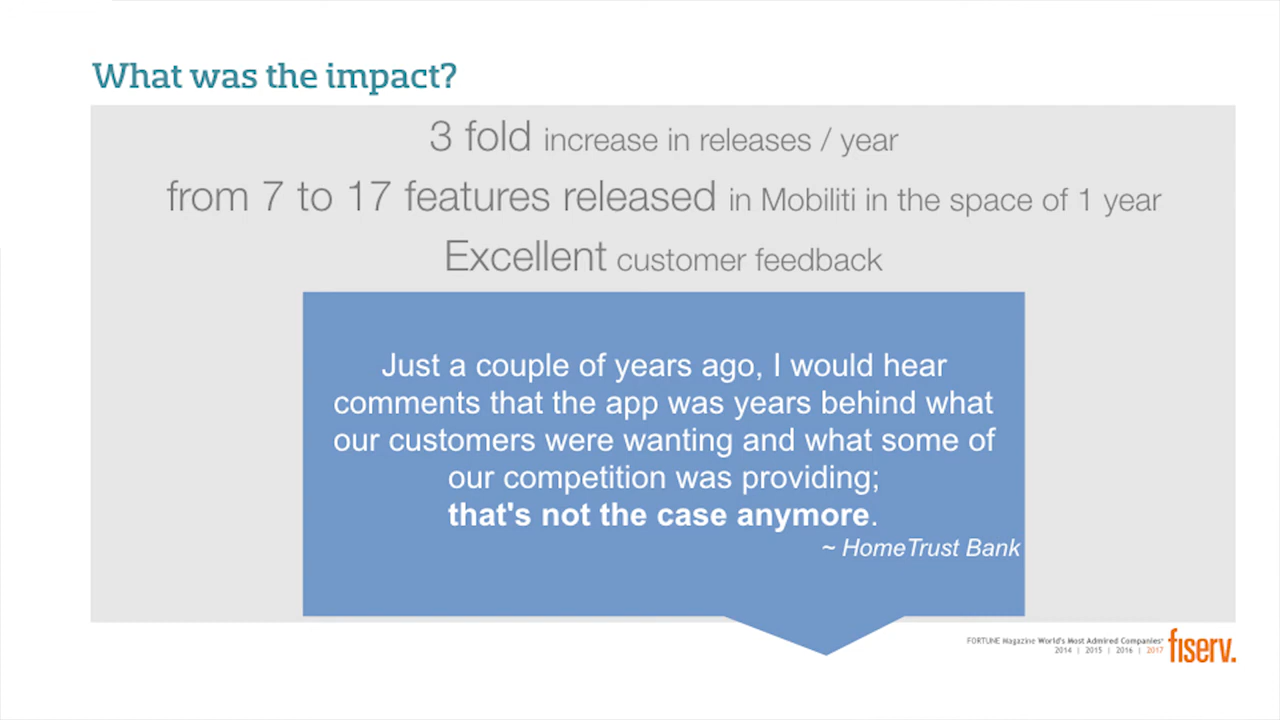 What was the impact?
3 fold increase in releases / year
from 7 to 17 features released in Mobiliti in the space of 1 year
Excellent customer feedback
Just a couple of years ago, I would hear
comments that the app was years behind what
our customers were wanting and what some of
our competition was providing;
that's not the case anymore.
~ HomeTrust Bank
FORTUNE Magazine World's Most Admired Companies®
2014 | 2015 | 2016 | 2017
fiserv.